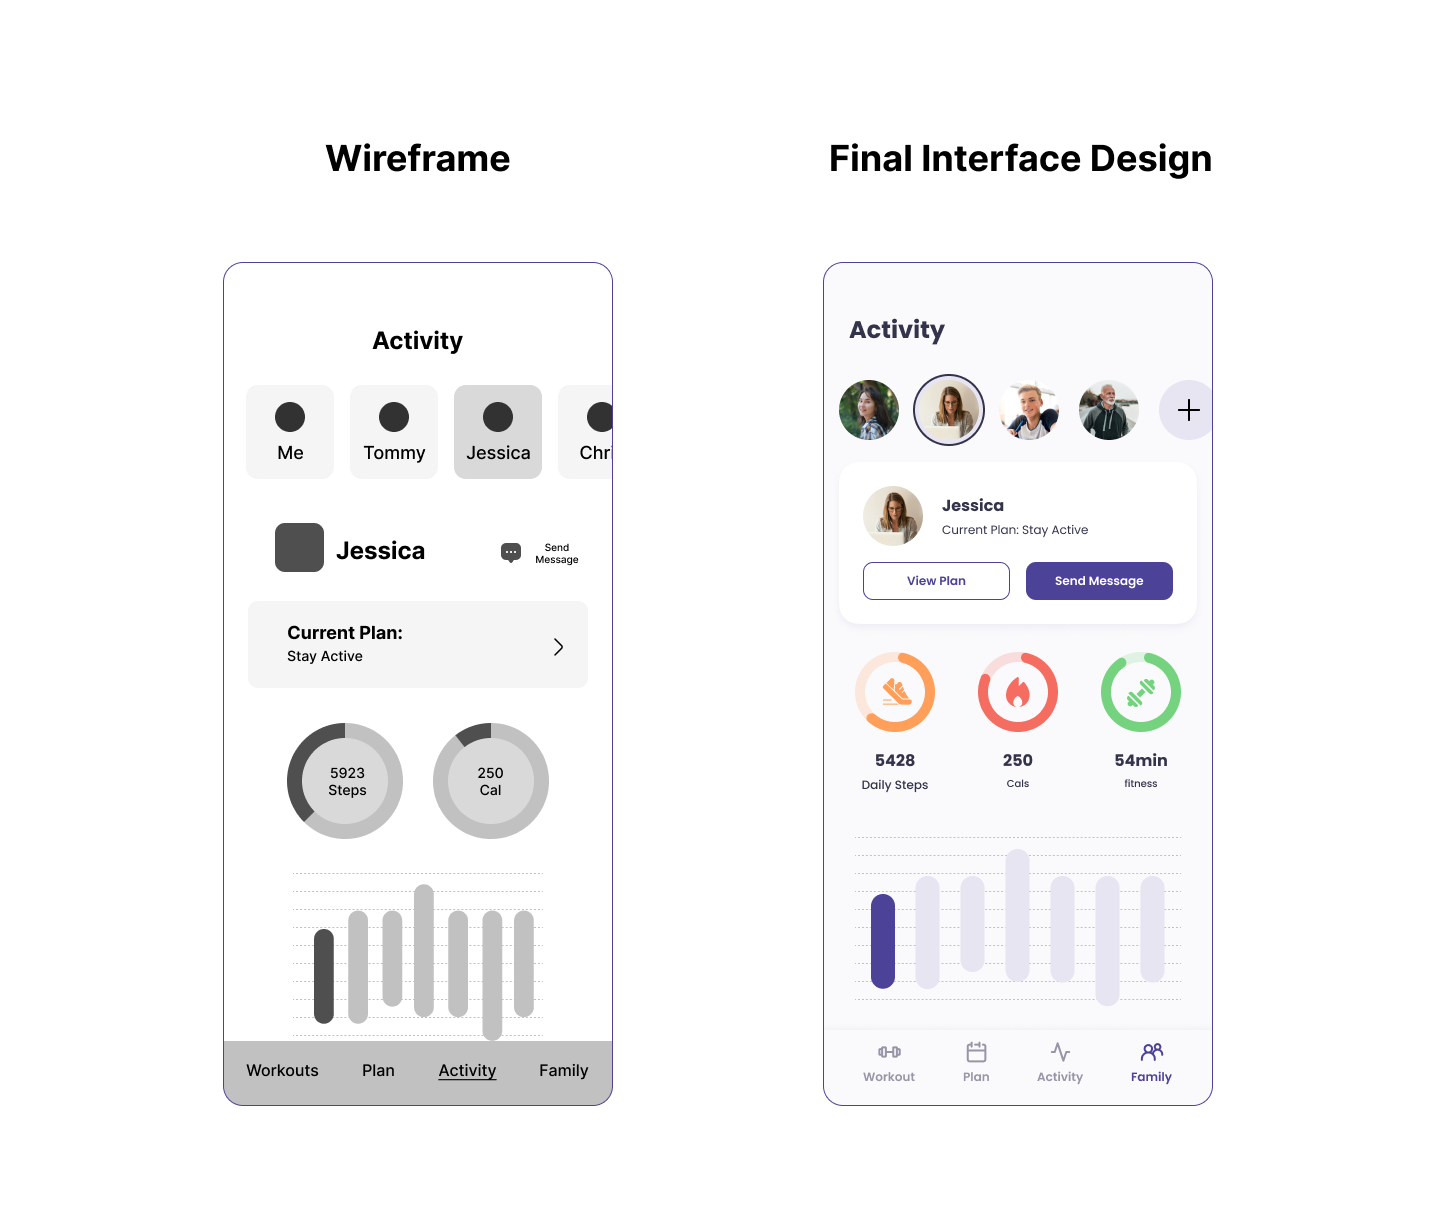 Wireframe
Activity
Me
Tommy
Jessica
Chri
Jessica
Send
Message
Current Plan:
Stay Active
5923
Steps
250
Cal
Workouts
Plan
Activity
Family
Final Interface Design
Activity
Jessica
Current Plan: Stay Active
View Plan
Send Message
5428
Daily Steps
250
Cals
54min
fitness
Workout
Plan
Activity
Family